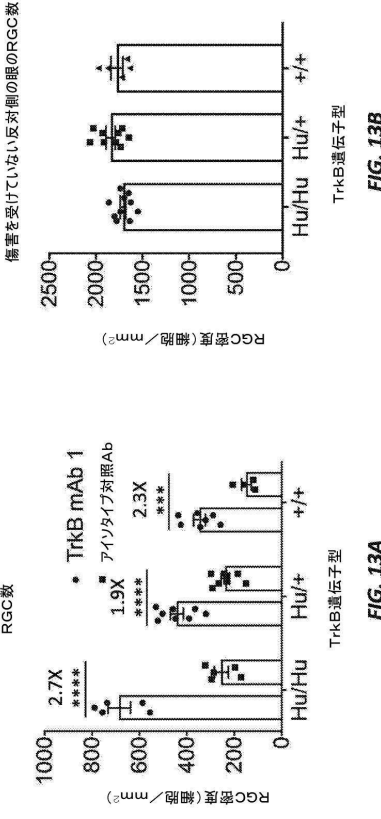 RGC数
RGC密度(細胞/mm²)
1000
800
600
400
200
0
● TrkB mAb 1
■ アイソタイプ対照Ab
2.7X
****
1.9X
****
2.3X
***
Hu/Hu
Hu/+
+/+
TrkB遺伝子型
FIG. 13A
傷害を受けていない反対側の眼のRGC数
RGC密度(細胞/mm²)
2500
2000
1500
1000
500
0
Hu/Hu
Hu/+
+/+
TrkB遺伝子型
FIG. 13B